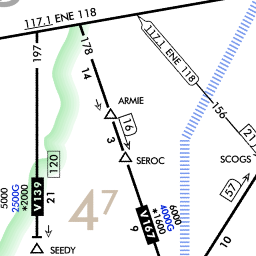 117.1 ENE 118
117.1 ENE 118
197
178
14
156
ARMIE
16
3
21
SEROC
SCOGS
120
57
5000
2500G
*2000
V139
21
47
V167
6000
4000G
*1600
9
10
SEEDY